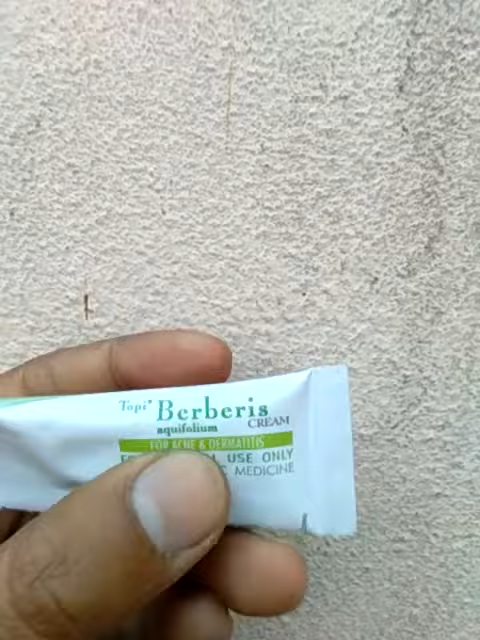 Topi Berberis
aquifolium CREAM
FOR ACNE & DERMATITIS
USE ONLY
MEDICINE